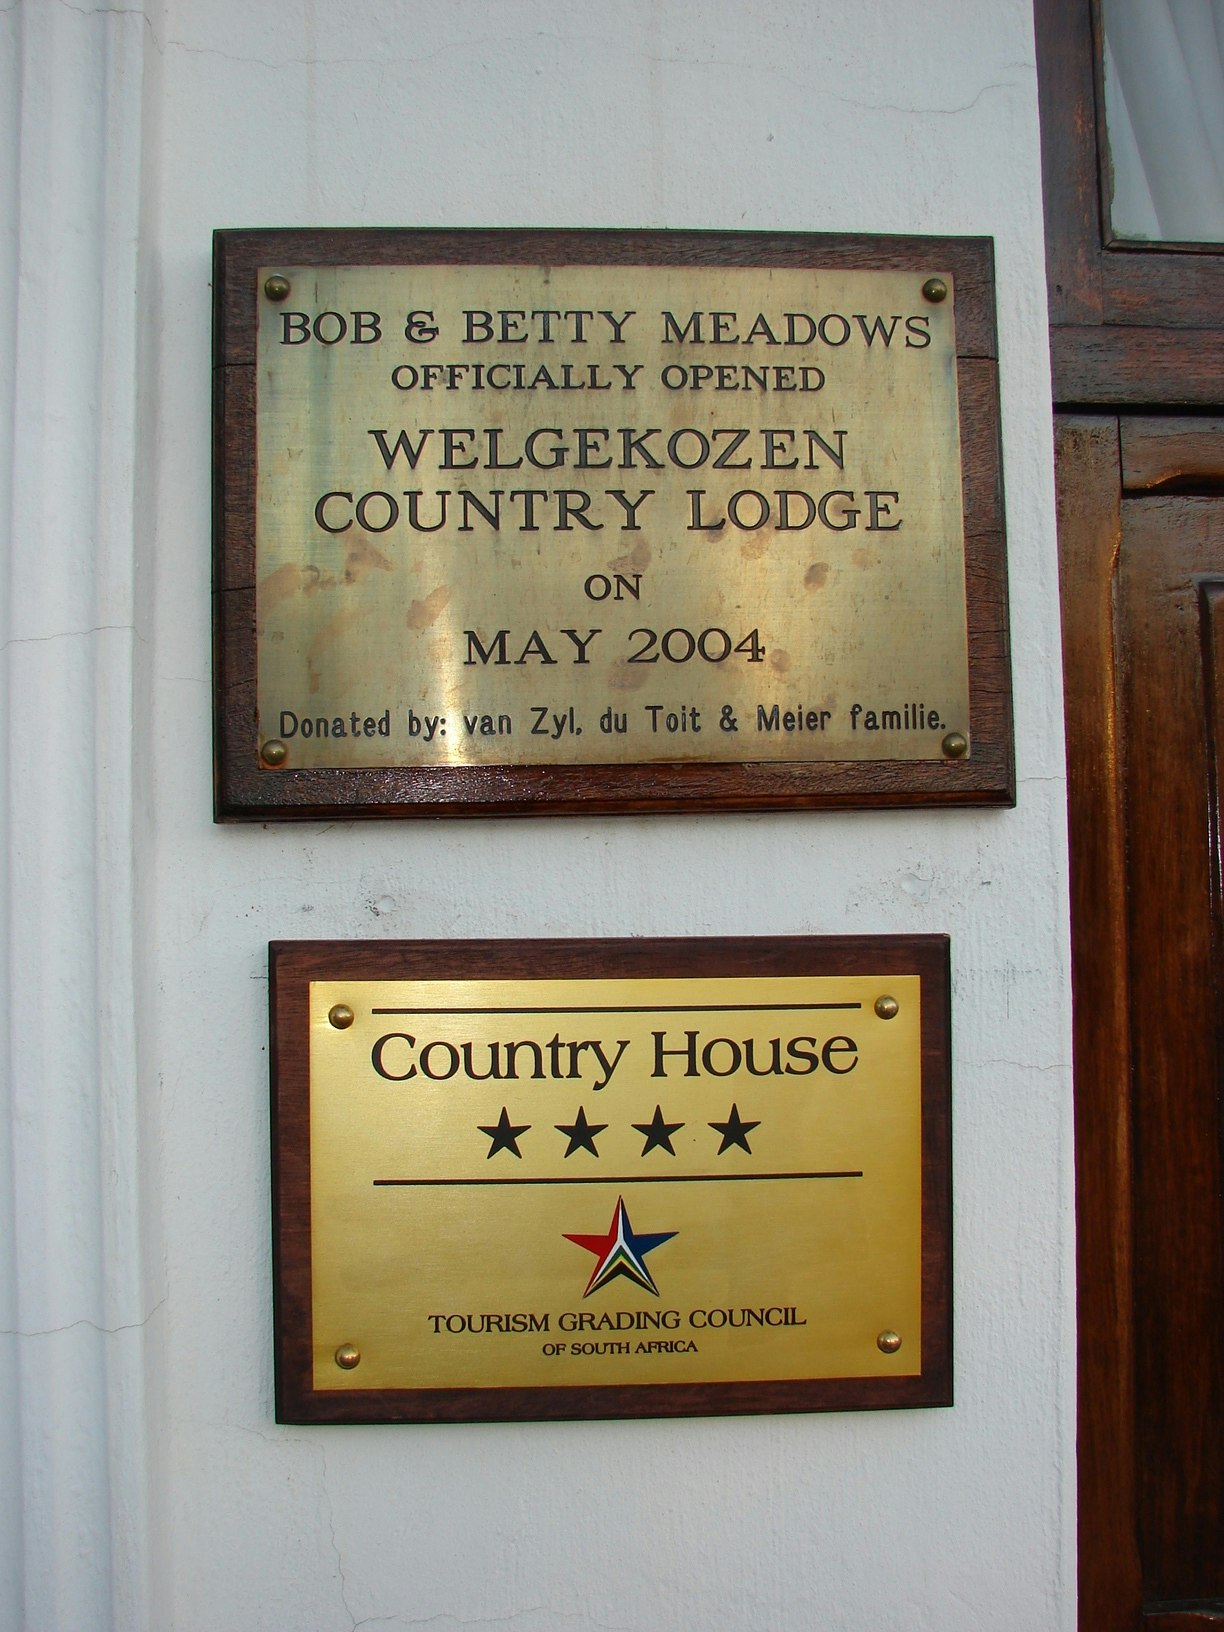 BOB & BETTY MEADOWS
OFFICIALLY OPENED
WELGEKOZEN
COUNTRY LODGE
ON
MAY 2004
Donated by: van Zyl, du Toit & Meier familie.
Country House
★★★★
TOURISM GRADING COUNCIL
OF SOUTH AFRICA